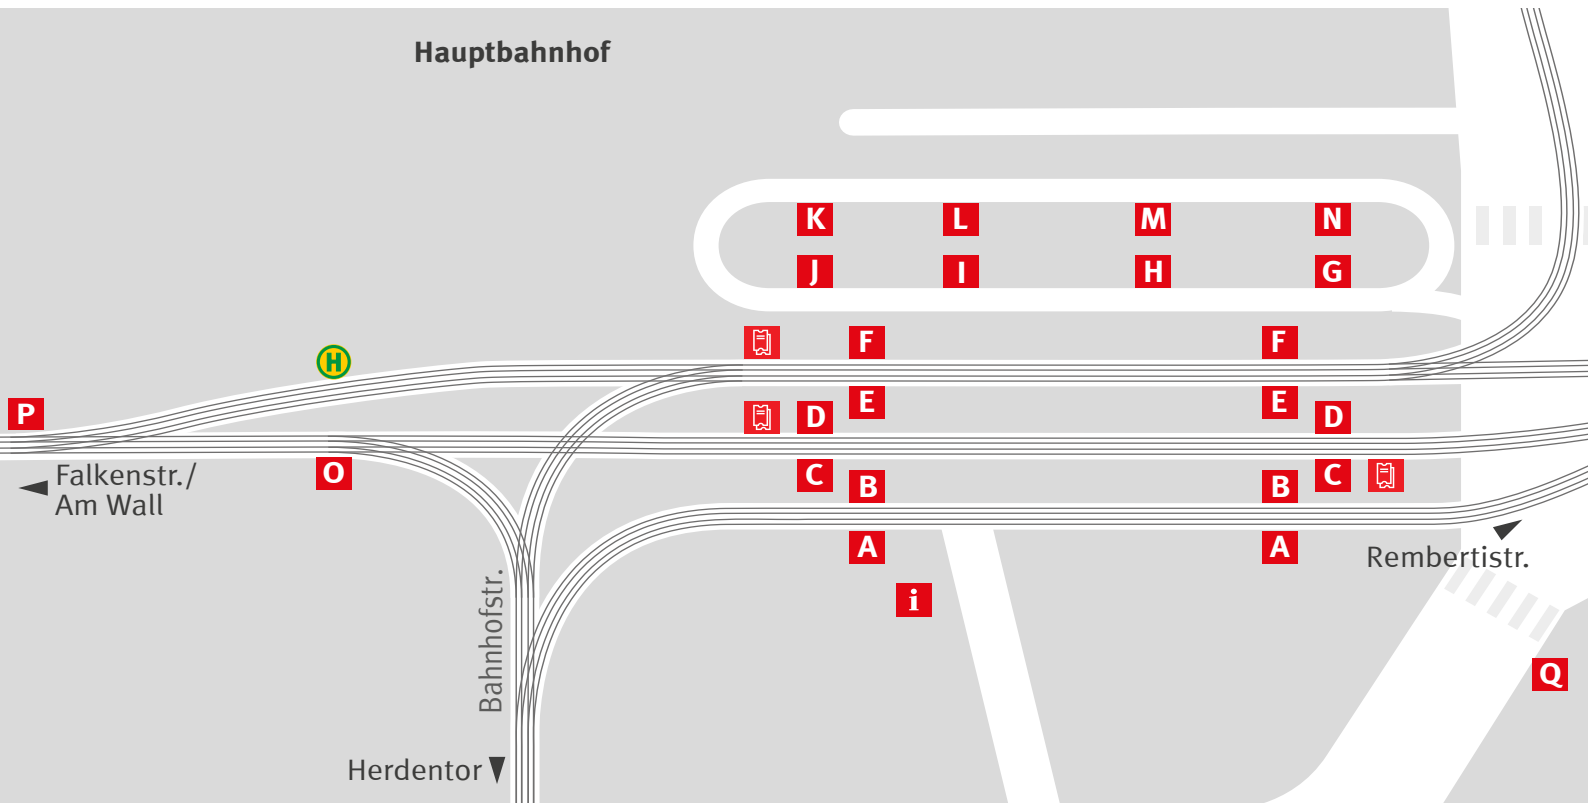 Hauptbahnhof
K L M N
J I H G
F F
H
E E
P D D
O C C
B B
Falkenstr./
Am Wall
A A
Rembertistr.
i
Bahnhofstr.
Q
Herdentor